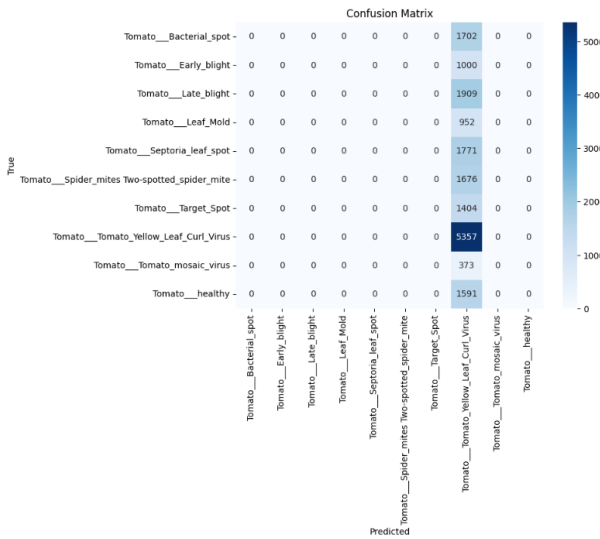 Confusion Matrix
Tomato___Bacterial_spot 0 0 0 0 0 0 0 1702 0 0
Tomato___Early_blight 0 0 0 0 0 0 0 1000 0 0
Tomato___Late_blight 0 0 0 0 0 0 0 1909 0 0
Tomato___Leaf_Mold 0 0 0 0 0 0 0 952 0 0
Tomato___Septoria_leaf_spot 0 0 0 0 0 0 0 1771 0 0
Tomato___Spider_mites Two-spotted_spider_mite 0 0 0 0 0 0 0 1676 0 0
Tomato___Target_Spot 0 0 0 0 0 0 0 1404 0 0
Tomato___Tomato_Yellow_Leaf_Curl_Virus 0 0 0 0 0 0 0 5357 0 0
Tomato___Tomato_mosaic_virus 0 0 0 0 0 0 0 373 0 0
Tomato___healthy 0 0 0 0 0 0 0 1591 0 0
True
Tomato___Bacterial_spot
Tomato___Early_blight
Tomato___Late_blight
Tomato___Leaf_Mold
Tomato___Septoria_leaf_spot
Tomato___Spider_mites Two-spotted_spider_mite
Tomato___Target_Spot
Tomato___Tomato_Yellow_Leaf_Curl_Virus
Tomato___Tomato_mosaic_virus
Tomato___healthy
Predicted
5000
4000
3000
2000
1000
0